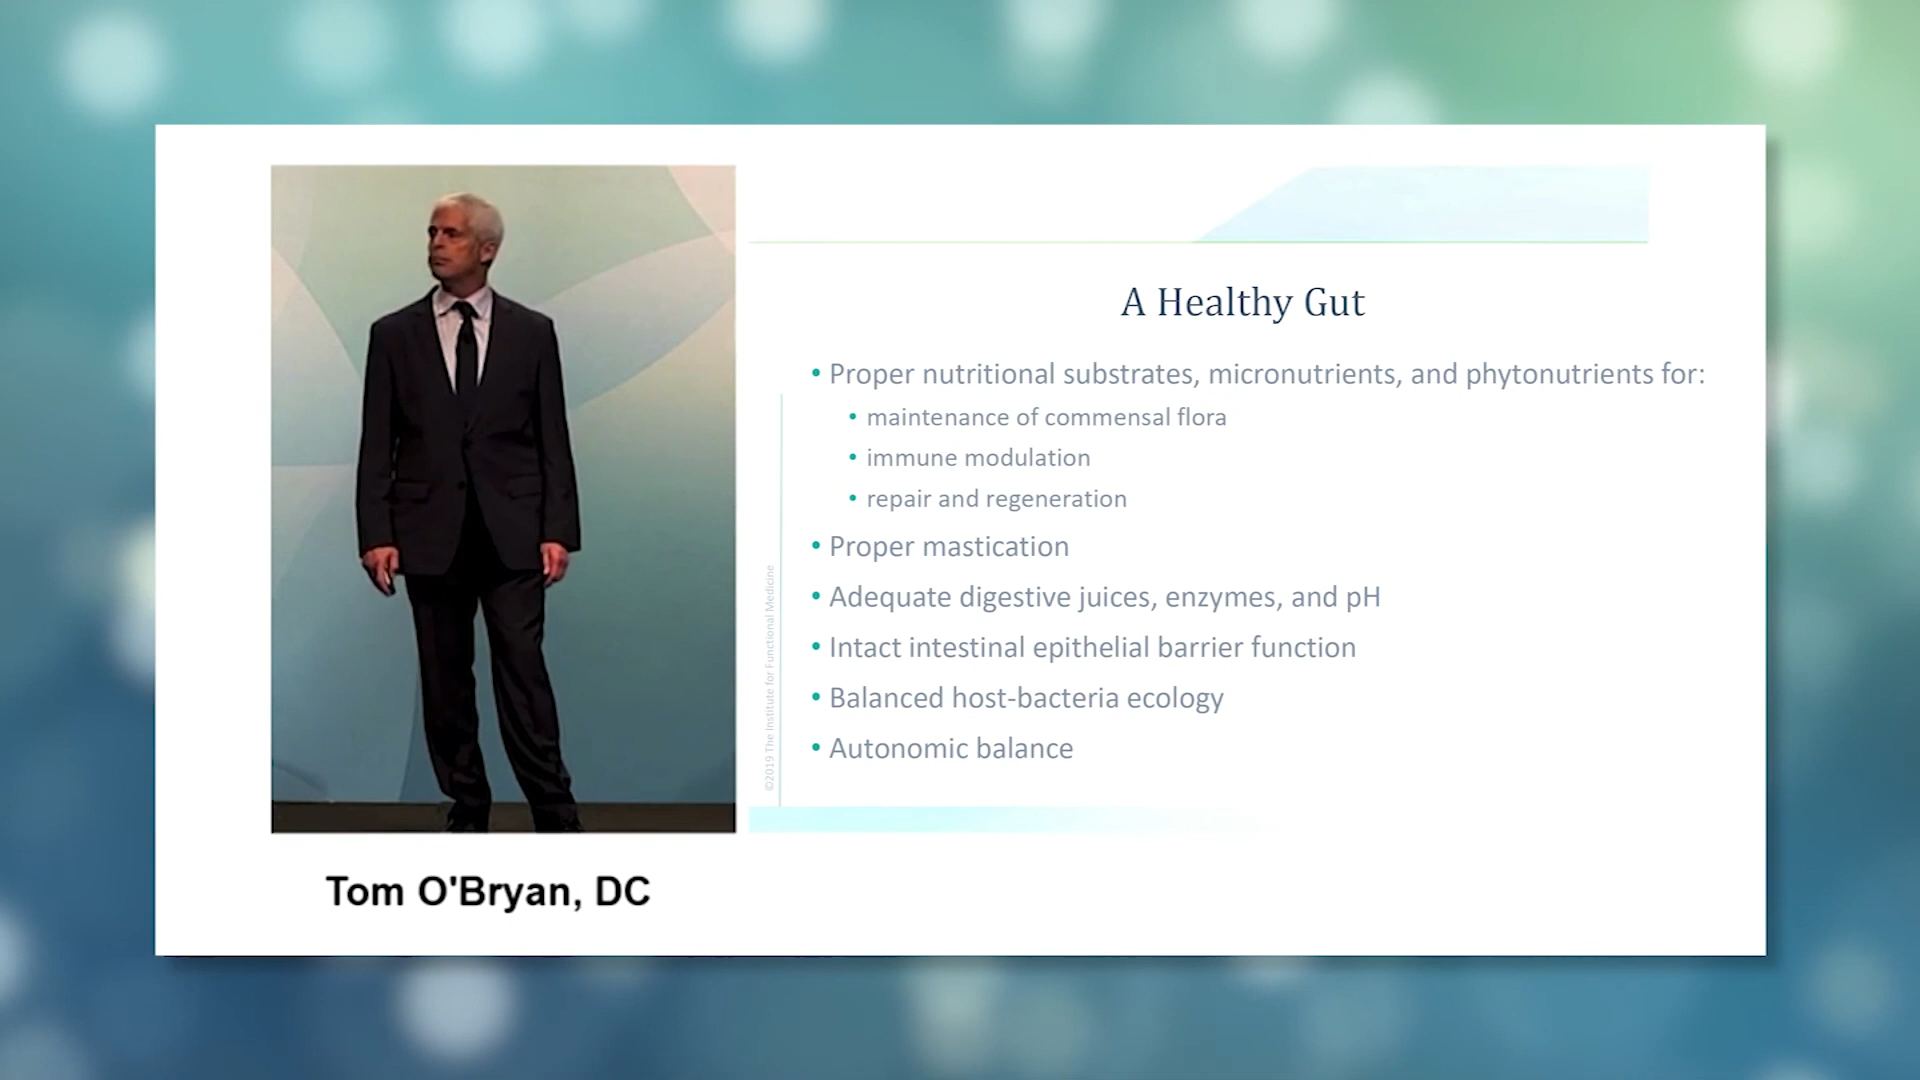 A Healthy Gut
• Proper nutritional substrates, micronutrients, and phytonutrients for:
• maintenance of commensal flora
• immune modulation
• repair and regeneration
• Proper mastication
• Adequate digestive juices, enzymes, and pH
• Intact intestinal epithelial barrier function
• Balanced host-bacteria ecology
• Autonomic balance
©2019 The Institute for Functional Medicine
Tom O'Bryan, DC